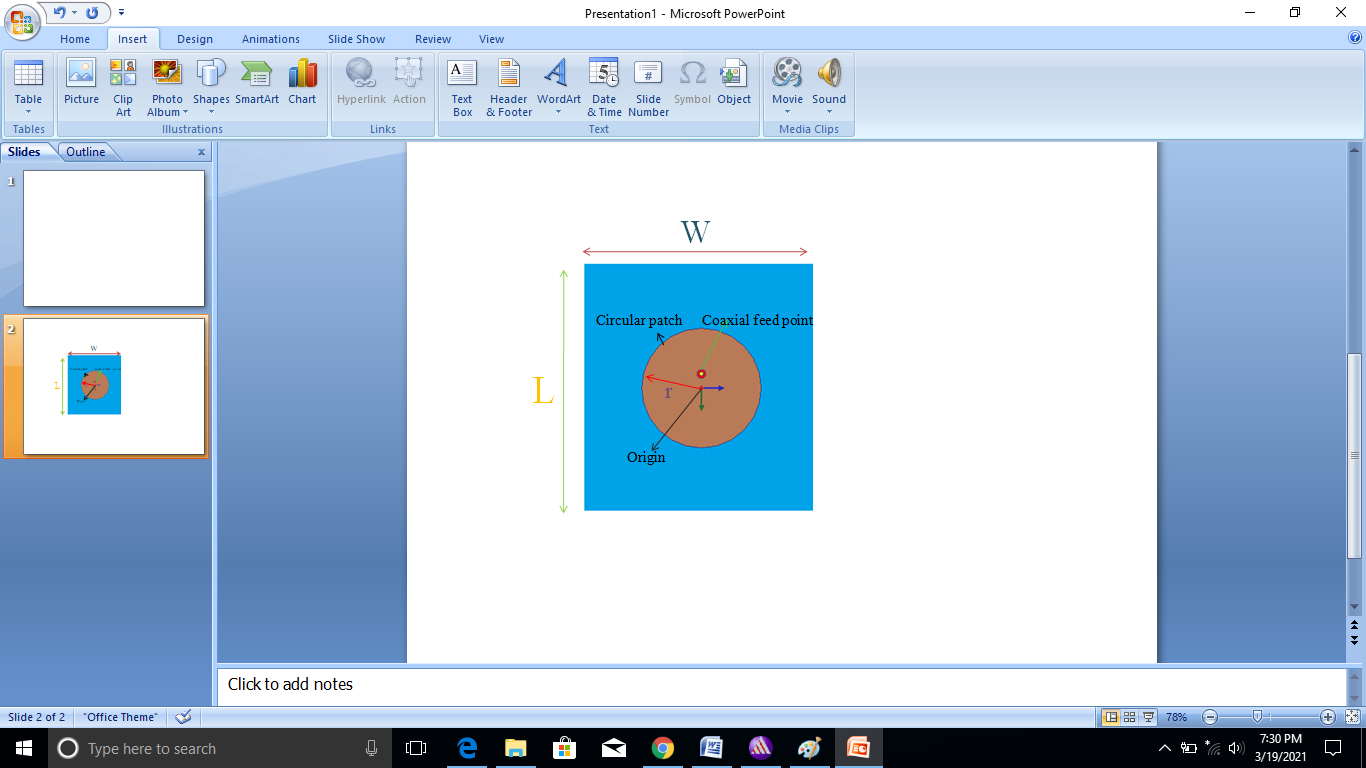 Presentation1 - Microsoft PowerPoint
Home Insert Design Animations Slide Show Review View
Table Picture Clip Art Photo Album Shapes SmartArt Chart Hyperlink Action Text Box Header & Footer WordArt Date & Time Slide Number Symbol Object Movie Sound
Tables Illustrations Links Text Media Clips
Slides Outline x
1
2
W
L
W
Circular patch Coaxial feed point
L
r
Origin
Click to add notes
Slide 2 of 2 "Office Theme" 78%
Type here to search
7:30 PM
3/19/2021